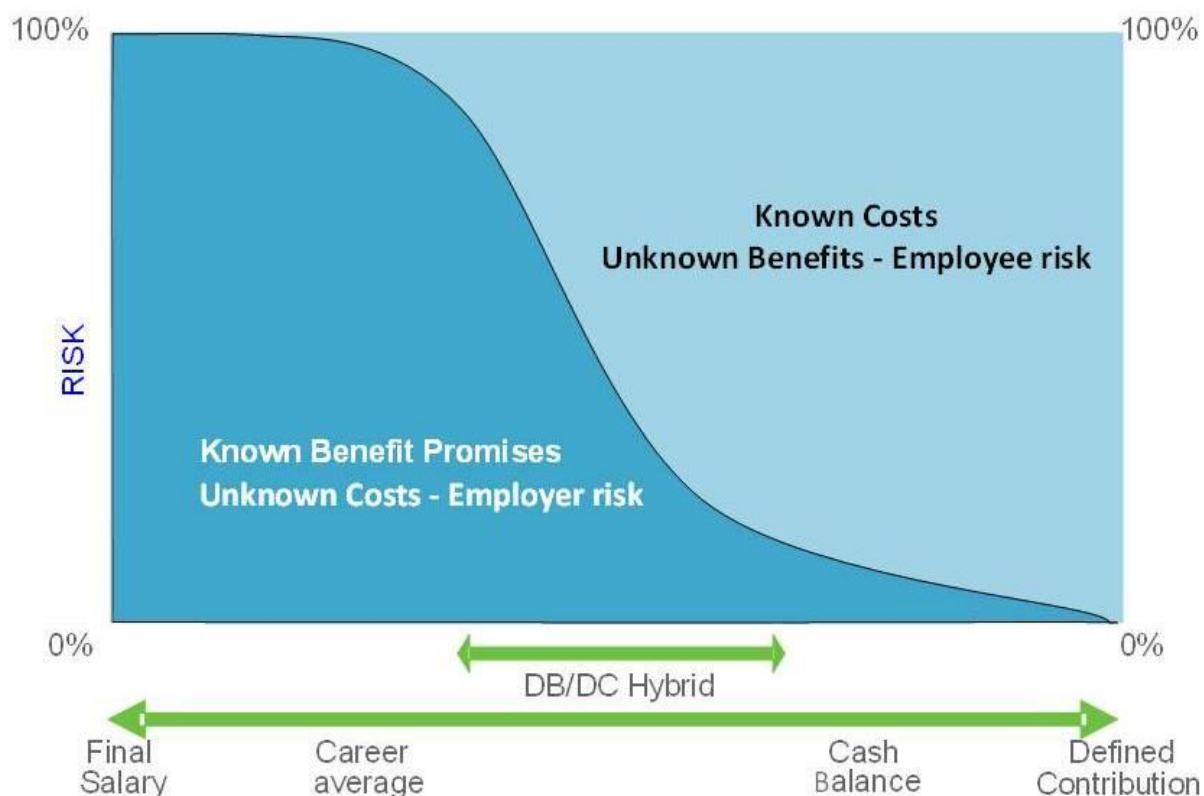 100%
100%
Known Costs
Unknown Benefits - Employee risk
RISK
Known Benefit Promises
Unknown Costs - Employer risk
0%
0%
DB/DC Hybrid
Final
Salary
Career
average
Cash
Balance
Defined
Contribution